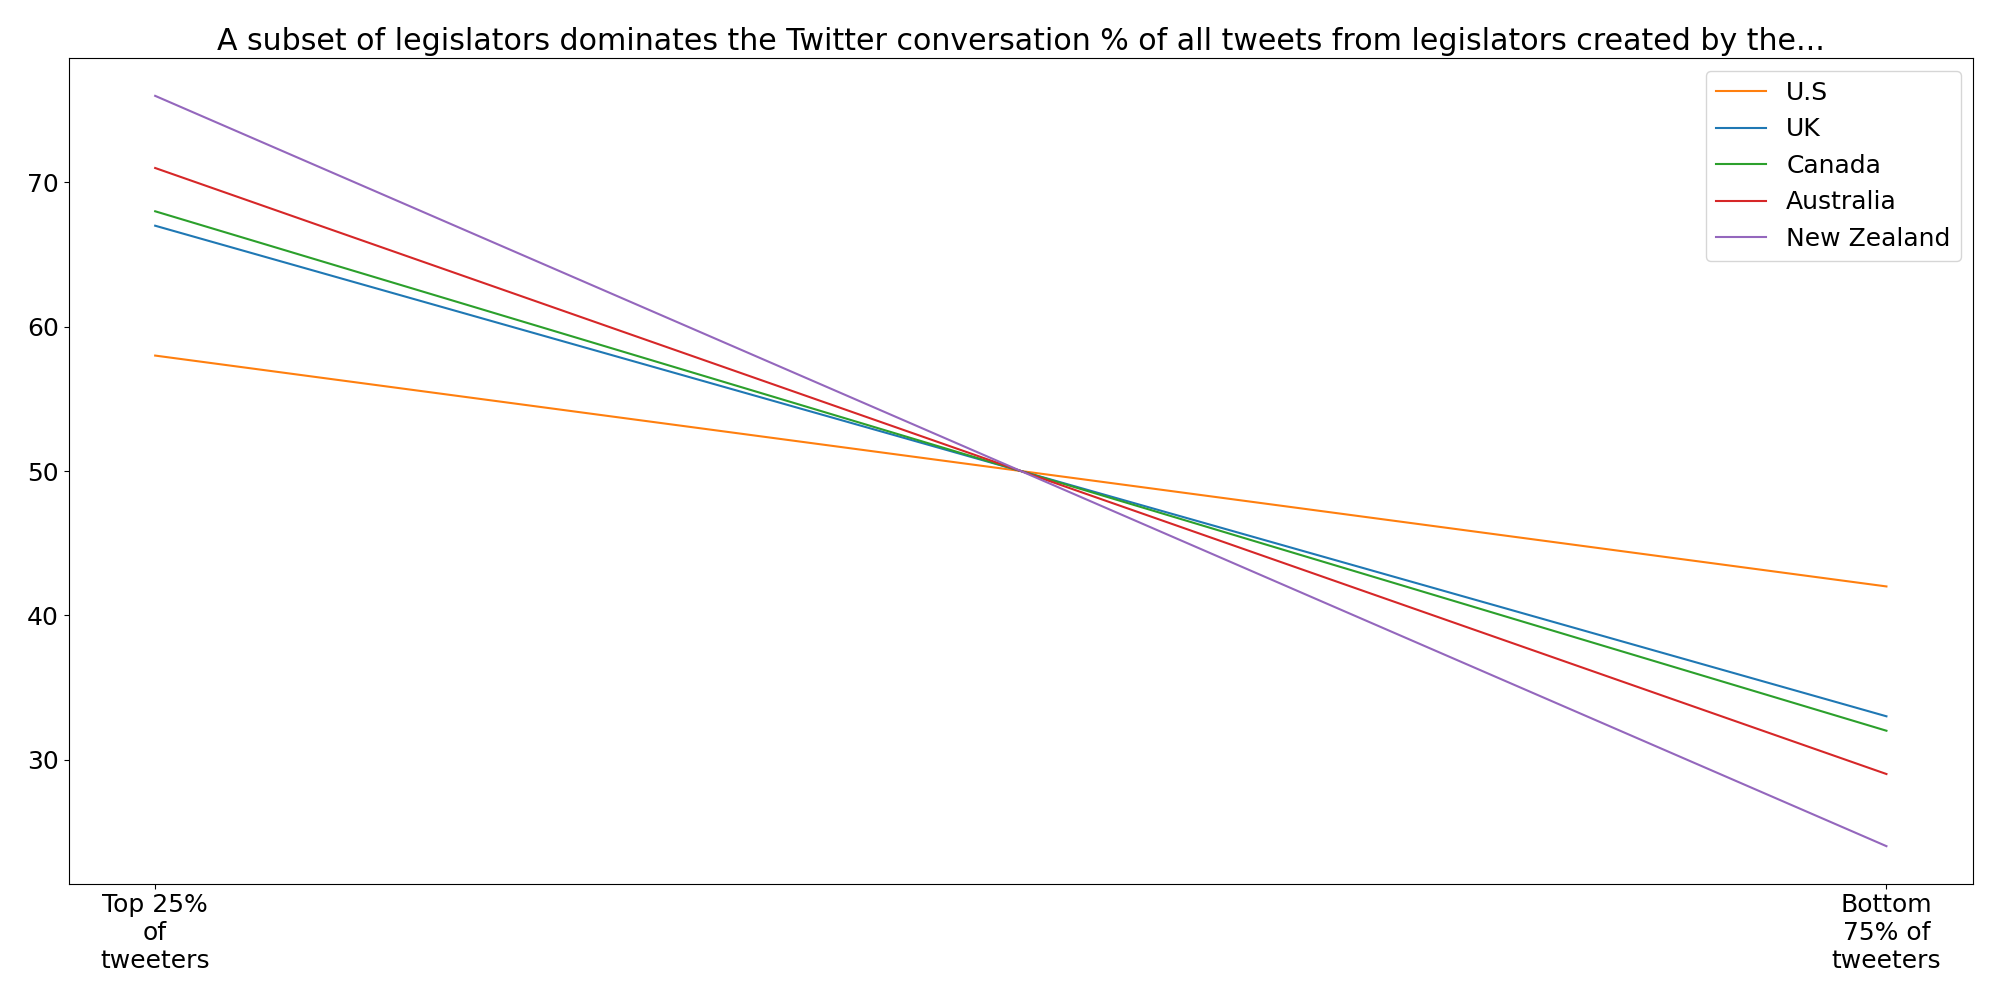 A subset of legislators dominates the Twitter conversation % of all tweets from legislators created by the...
U.S
UK
Canada
Australia
New Zealand
70
60
50
40
30
Top 25%
of
tweeters
Bottom
75% of
tweeters